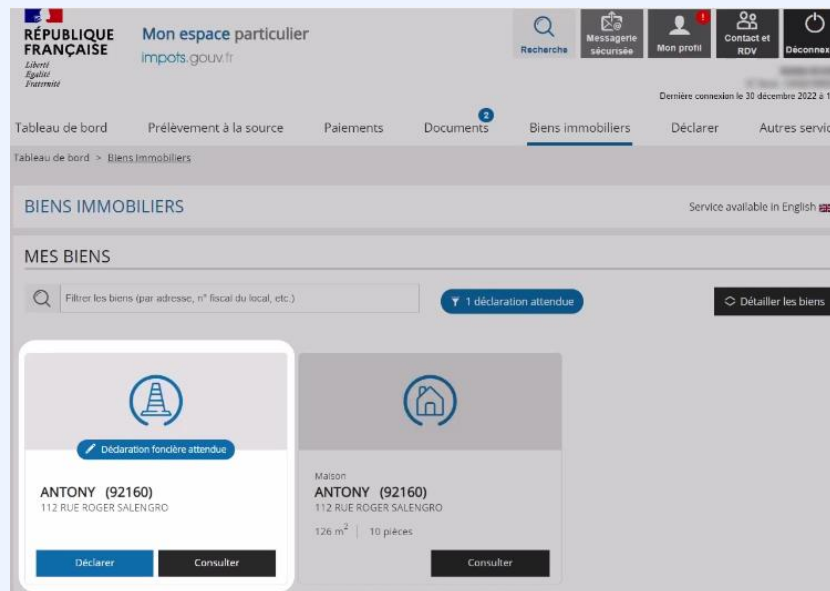 RÉPUBLIQUE
FRANÇAISE
Liberté
Égalité
Fraternité
Mon espace particulier
impots.gouv.fr
Recherche
Messagerie
sécurisée
Mon profil
!
Contact et
RDV
Déconnex
Dernière connexion le 30 décembre 2022 à 1
Tableau de bord
Prélèvement à la source
Paiements
Documents
2
Biens immobiliers
Déclarer
Autres servic
Tableau de bord > Biens Immobiliers
BIENS IMMOBILIERS
Service available in English
MES BIENS
Filtrer les biens (par adresse, n° fiscal du local, etc.)
1 déclaration attendue
Détailler les biens
Déclaration foncière attendue
ANTONY (92160)
112 RUE ROGER SALENGRO
Déclarer
Consulter
Maison
ANTONY (92160)
112 RUE ROGER SALENGRO
126 m² | 10 pièces
Consulter